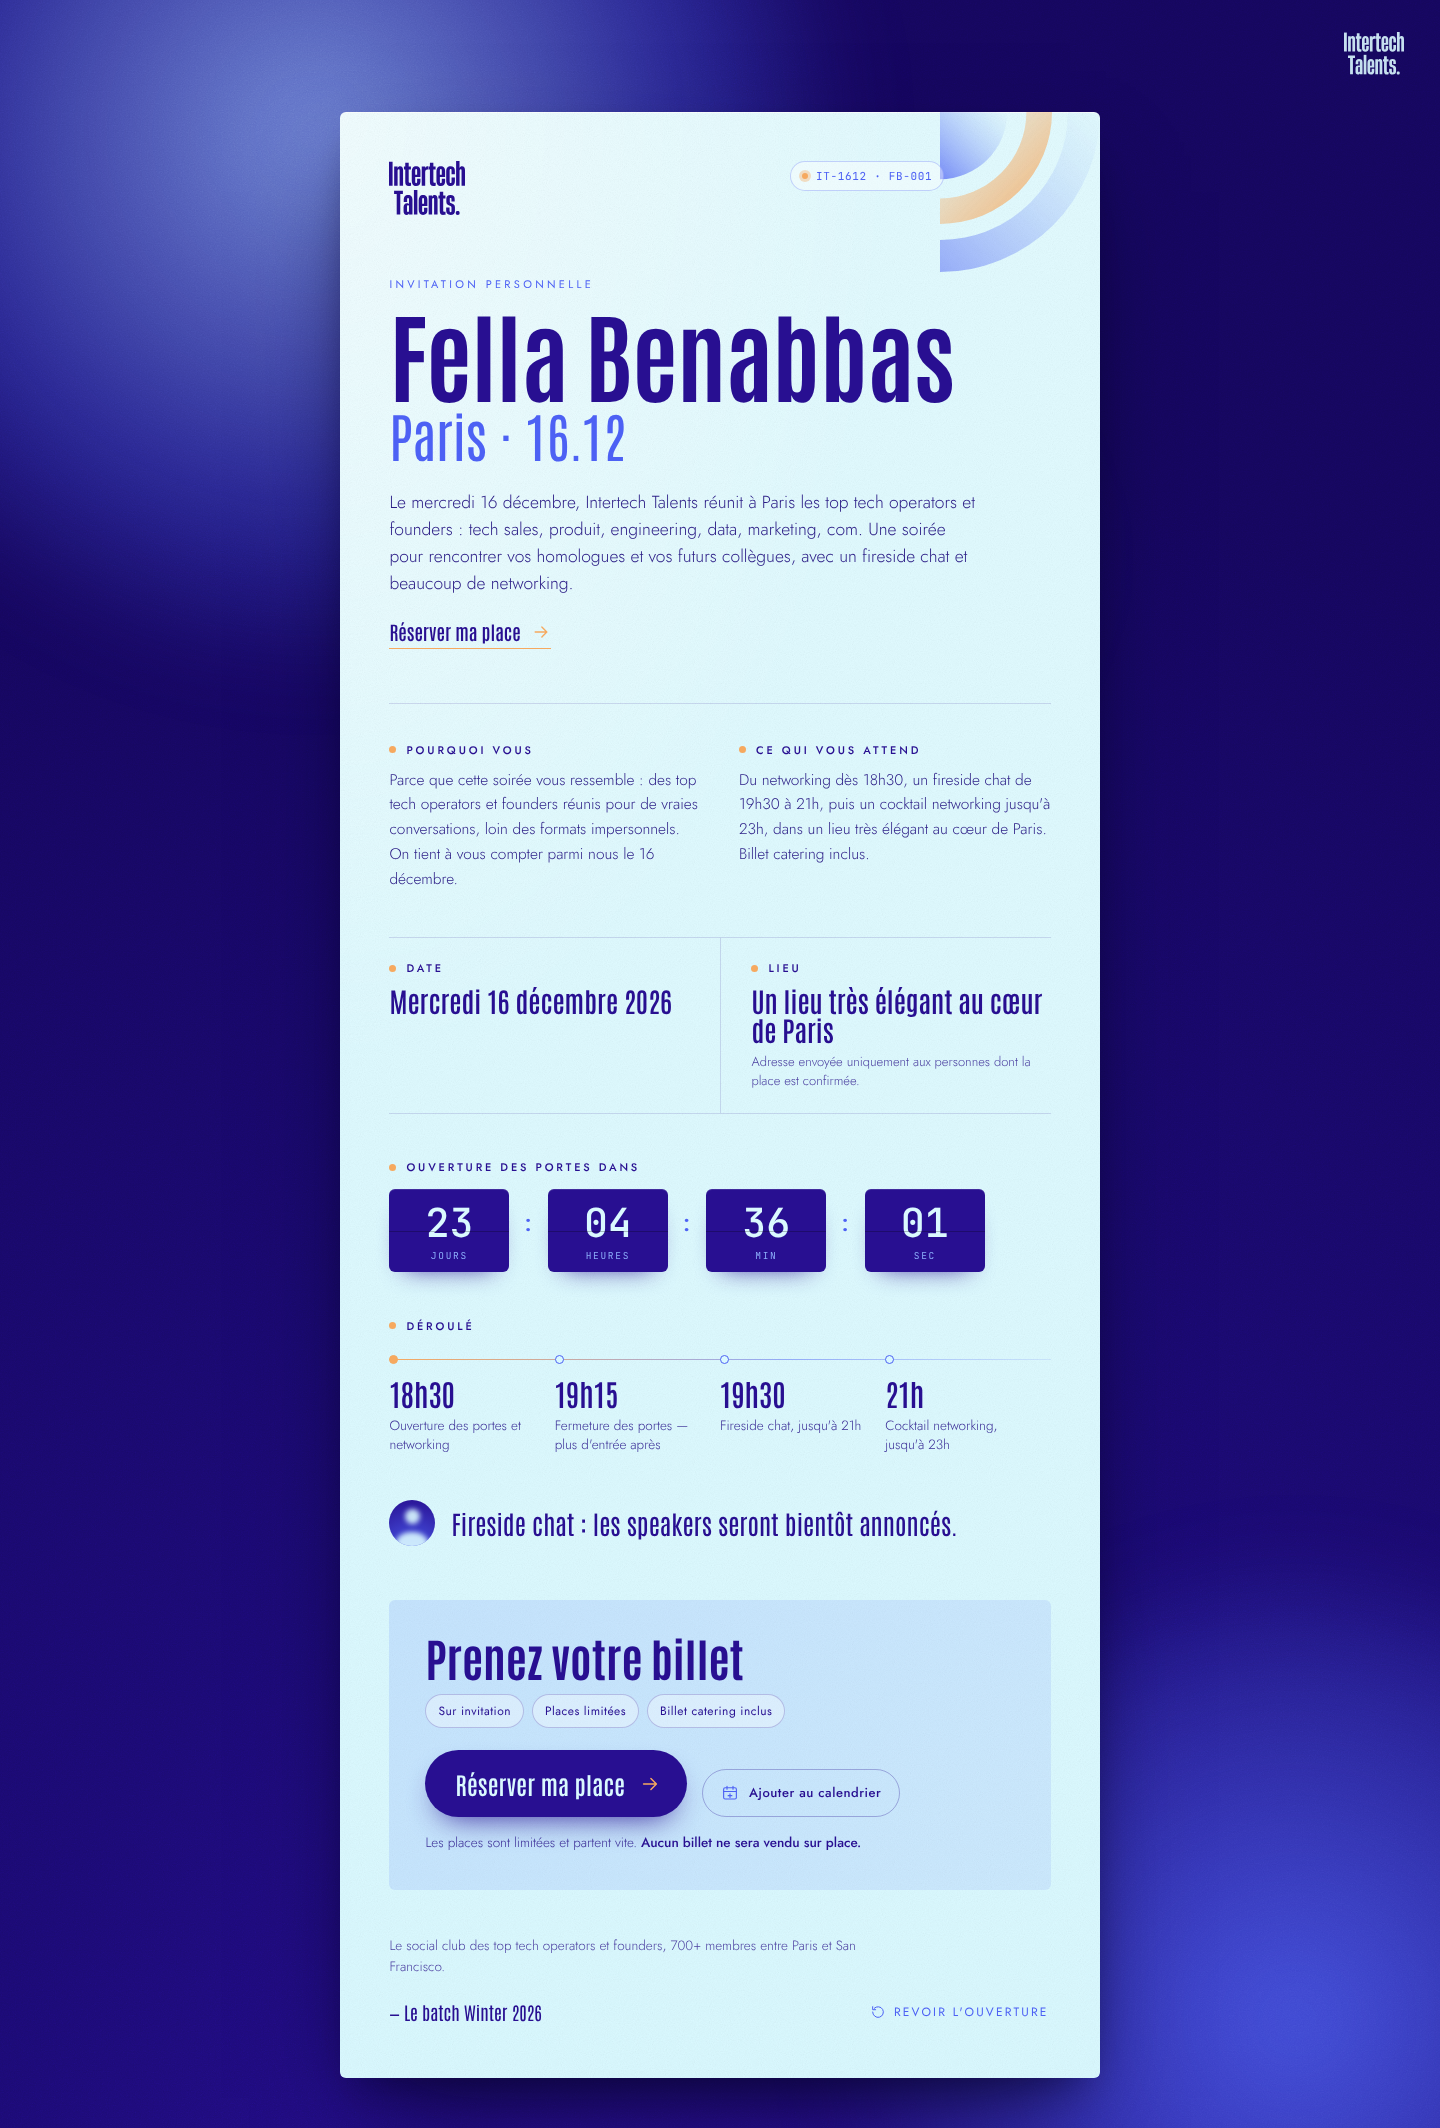 Intertech
Talents.
Intertech
Talents.
IT-1612 · FB-001
INVITATION PERSONNELLE
Fella Benabbas
Paris · 16.12
Le mercredi 16 décembre, Intertech Talents réunit à Paris les top tech operators et
founders : tech sales, produit, engineering, data, marketing, com. Une soirée
pour rencontrer vos homologues et vos futurs collègues, avec un fireside chat et
beaucoup de networking.
Réserver ma place →
POURQUOI VOUS
Parce que cette soirée vous ressemble : des top
tech operators et founders réunis pour de vraies
conversations, loin des formats impersonnels.
On tient à vous compter parmi nous le 16
décembre.
CE QUI VOUS ATTEND
Du networking dès 18h30, un fireside chat de
19h30 à 21h, puis un cocktail networking jusqu'à
23h, dans un lieu très élégant au cœur de Paris.
Billet catering inclus.
DATE
Mercredi 16 décembre 2026
LIEU
Un lieu très élégant au cœur
de Paris
Adresse envoyée uniquement aux personnes dont la
place est confirmée.
OUVERTURE DES PORTES DANS
23 : 04 : 36 : 01
JOURS HEURES MIN SEC
DÉROULÉ
18h30
Ouverture des portes et
networking
19h15
Fermeture des portes —
plus d'entrée après
19h30
Fireside chat, jusqu'à 21h
21h
Cocktail networking,
jusqu'à 23h
Fireside chat : les speakers seront bientôt annoncés.
Prenez votre billet
Sur invitation
Places limitées
Billet catering inclus
Réserver ma place →
Ajouter au calendrier
Les places sont limitées et partent vite. Aucun billet ne sera vendu sur place.
Le social club des top tech operators et founders, 700+ membres entre Paris et San
Francisco.
– Le batch Winter 2026
REVOIR L'OUVERTURE